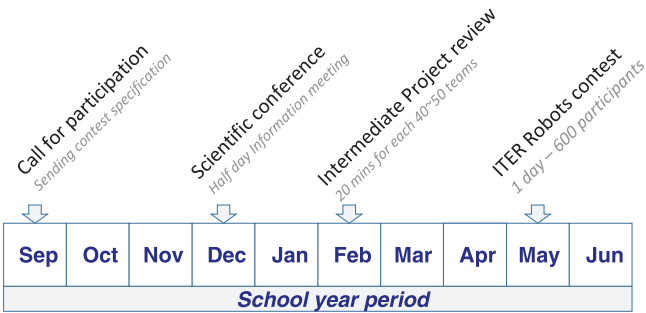 Call for participation
Sending contest specification
Scientific conference
Half day Information meeting
Intermediate Project review
20 mins for each 40~50 teams
ITER Robots contest
1 day – 600 participants
Sep Oct Nov Dec Jan Feb Mar Apr May Jun
School year period